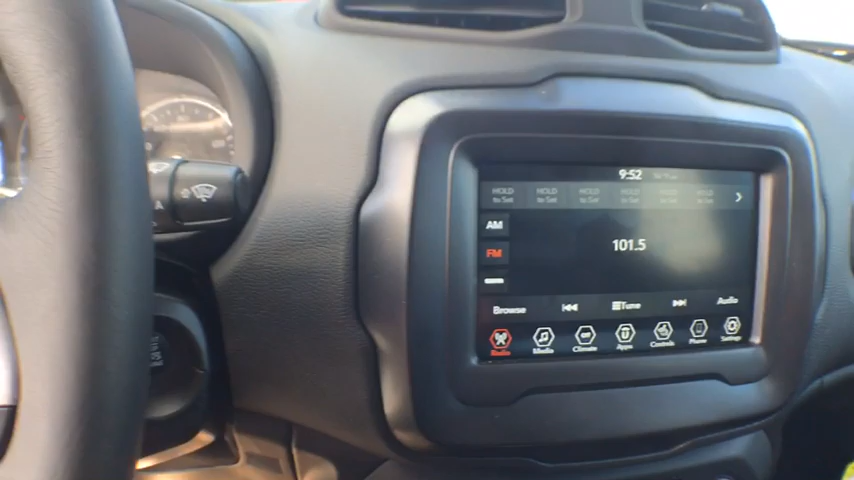 9:52
HOLD HOLD HOLD HOLD HOLD HOLD
to Set to Set to Set to Set to Set to Set
AM
FM
101.5
Browse Tune Audio
Radio Media Climate Apps Controls Phone Settings
OFF
A